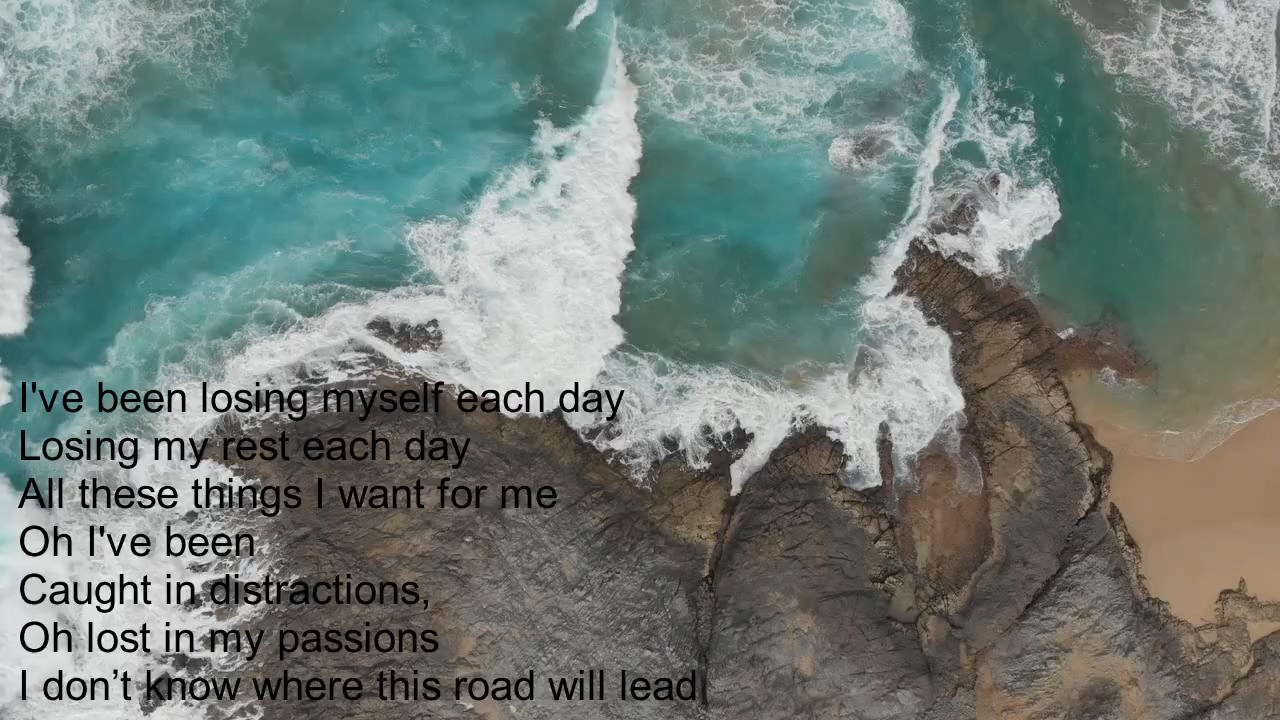 I've been losing myself each day
Losing my rest each day
All these things I want for me
Oh I've been
Caught in distractions,
Oh lost in my passions
I don’t know where this road will lead